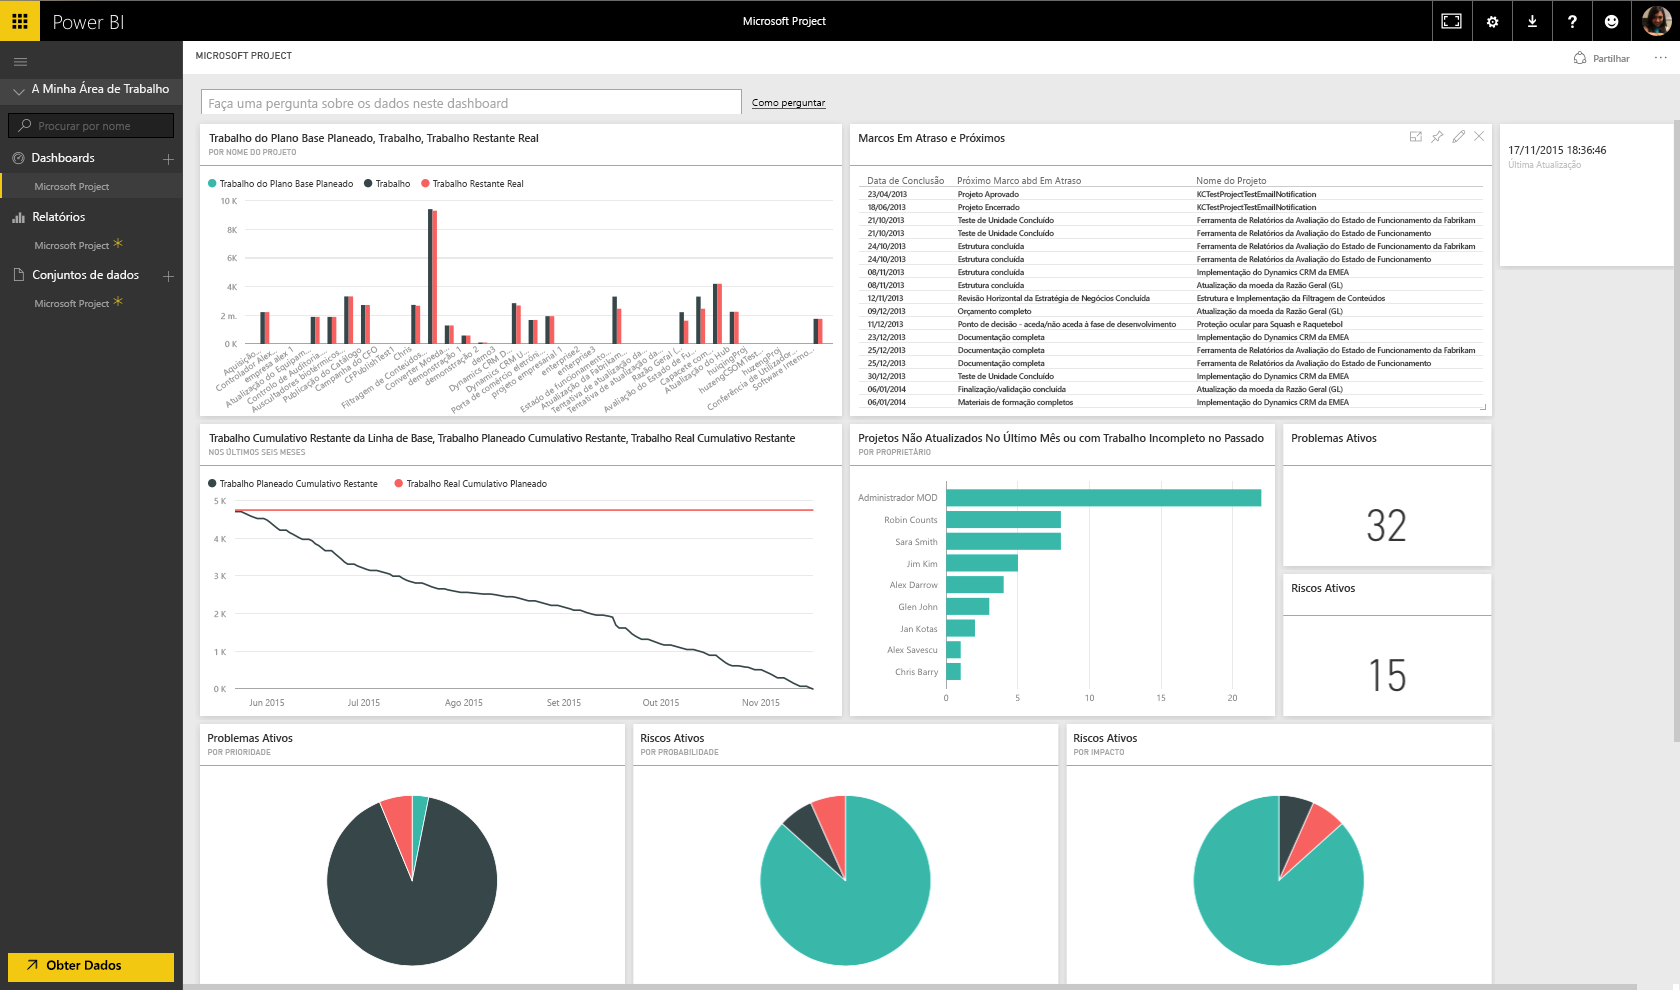 Power BI
Microsoft Project
MICROSOFT PROJECT
Partilhar
A Minha Área de Trabalho
Procurar por nome
Dashboards
Microsoft Project
Relatórios
Microsoft Project
Conjuntos de dados
Microsoft Project
Obter Dados
Faça uma pergunta sobre os dados neste dashboard
Como perguntar
Trabalho do Plano Base Planeado, Trabalho, Trabalho Restante Real
POR NOME DO PROJETO
Trabalho do Plano Base Planeado Trabalho Trabalho Restante Real
10 K
8K
6K
4K
2 m.
0 K
Aquisição...
Controlador Alex...
empresa alex 1
Atualização do Equipam...
Controlo de Auditoria...
Auscultadores biotérmicos...
Publicação do Catálogo
Campanha do CFO
CFPublishTest1
Chris
Filtragem de Conteúdos...
Converter Moeda...
demonstração 1
demonstração 2
demo3
Dynamics CRM D...
Dynamics CRM U...
Porta de comércio eletróni...
projeto empresarial 1
enterprise2
enterprise3
Estado de funcionamento...
Atualização da Fabrikam...
Tentativa de atualização da...
Tentativa de atualização da...
Razão Geral I...
Avaliação do Estado de Fu...
Capacete com...
Atualização do Hub
huiqingProj
huzengCSOMTest...
huzengProj
Conferência de Utilizador...
Software Iremo...
Marcos Em Atraso e Próximos
Data de Conclusão Próximo Marco abd Em Atraso Nome do Projeto
23/04/2013 Projeto Aprovado KCTestProjectTestEmailNotification
18/06/2013 Projeto Encerrado KCTestProjectTestEmailNotification
21/10/2013 Teste de Unidade Concluído Ferramenta de Relatórios da Avaliação do Estado de Funcionamento da Fabrikam
21/10/2013 Teste de Unidade Concluído Ferramenta de Relatórios da Avaliação do Estado de Funcionamento
24/10/2013 Estrutura concluída Ferramenta de Relatórios da Avaliação do Estado de Funcionamento da Fabrikam
24/10/2013 Estrutura concluída Ferramenta de Relatórios da Avaliação do Estado de Funcionamento
08/11/2013 Estrutura concluída Implementação do Dynamics CRM da EMEA
08/11/2013 Estrutura concluída Atualização da moeda da Razão Geral (GL)
12/11/2013 Revisão Horizontal da Estratégia de Negócios Concluída Estrutura e Implementação da Filtragem de Conteúdos
09/12/2013 Orçamento completo Atualização da moeda da Razão Geral (GL)
11/12/2013 Ponto de decisão - aceda/não aceda à fase de desenvolvimento Proteção ocular para Squash e Raquetebol
23/12/2013 Documentação completa Implementação do Dynamics CRM da EMEA
25/12/2013 Documentação completa Ferramenta de Relatórios da Avaliação do Estado de Funcionamento da Fabrikam
25/12/2013 Documentação completa Ferramenta de Relatórios da Avaliação do Estado de Funcionamento
30/12/2013 Teste de Unidade Concluído Implementação do Dynamics CRM da EMEA
06/01/2014 Finalização/validação concluída Atualização da moeda da Razão Geral (GL)
06/01/2014 Materiais de formação completos Implementação do Dynamics CRM da EMEA
17/11/2015 18:36:46
Última Atualização
Trabalho Cumulativo Restante da Linha de Base, Trabalho Planeado Cumulativo Restante, Trabalho Real Cumulativo Restante
NOS ÚLTIMOS SEIS MESES
Trabalho Planeado Cumulativo Restante Trabalho Real Cumulativo Planeado
5 K
4 K
3 K
2 K
1 K
0 K
Jun 2015 Jul 2015 Ago 2015 Set 2015 Out 2015 Nov 2015
Projetos Não Atualizados No Último Mês ou com Trabalho Incompleto no Passado
POR PROPRIETÁRIO
Administrador MOD
Robin Counts
Sara Smith
Jim Kim
Alex Darrow
Glen John
Jan Kotas
Alex Savescu
Chris Barry
0 5 10 15 20
Problemas Ativos
32
Riscos Ativos
15
Problemas Ativos
POR PRIORIDADE
Riscos Ativos
POR PROBABILIDADE
Riscos Ativos
POR IMPACTO